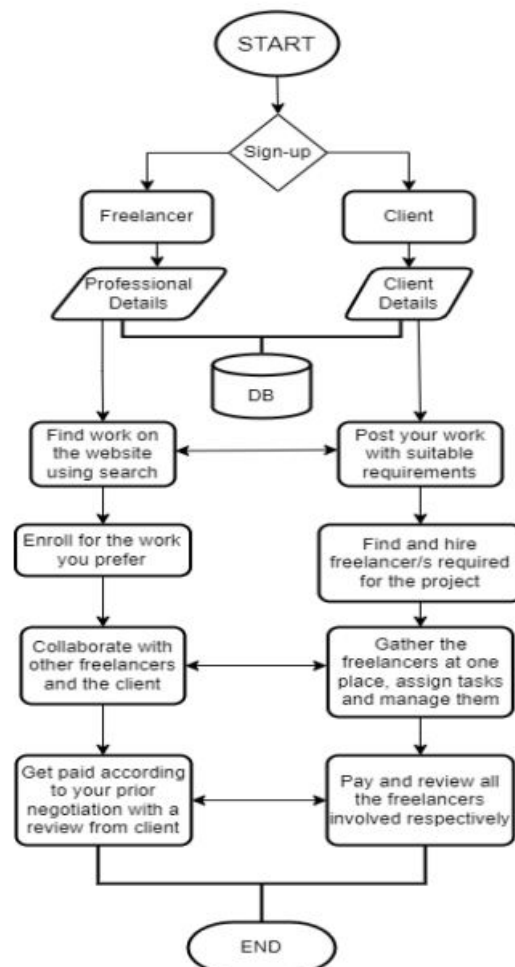 START
Sign-up
Freelancer
Client
Professional
Details
Client
Details
DB
Find work on
the website
using search
Post your work
with suitable
requirements
Enroll for the work
you prefer
Find and hire
freelancer/s required
for the project
Collaborate with
other freelancers
and the client
Gather the
freelancers at one
place, assign tasks
and manage them
Get paid according
to your prior
negotiation with a
review from client
Pay and review all
the freelancers
involved respectively
END